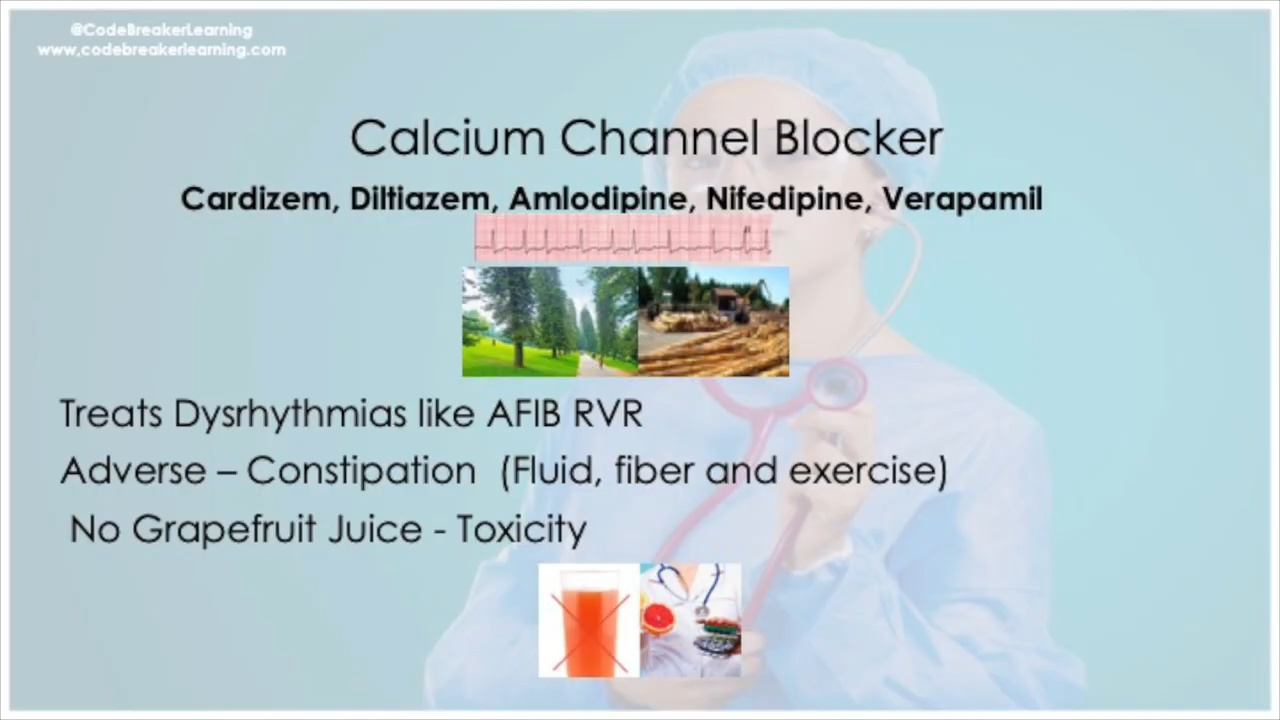 @CodeBreakerLearning
www.codebreakerlearning.com
Calcium Channel Blocker
Cardizem, Diltiazem, Amlodipine, Nifedipine, Verapamil
Treats Dysrhythmias like AFIB RVR
Adverse – Constipation (Fluid, fiber and exercise)
No Grapefruit Juice - Toxicity